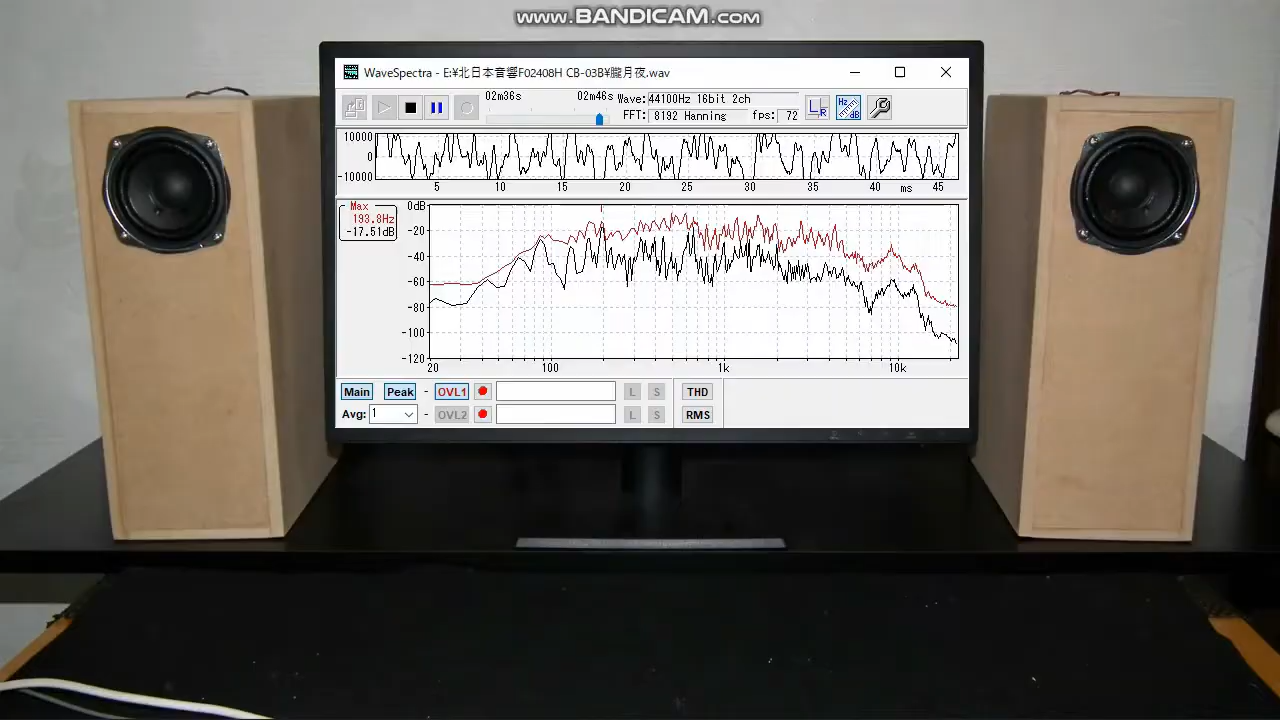 www.BANDICAM.com
WaveSpectra - E:¥北日本音響F02408H CB-03B¥朧月夜.wav
02m36s 02m46s Wave: 44100Hz 16bit 2ch
FFT: 8192 Hanning fps: 72
L R Hz dB
10000
0
-10000
5 10 15 20 25 30 35 40 ms 45
Max
193.8Hz
-17.51dB
0dB
-20
-40
-60
-80
-100
-120
20 100 1k 10k
Main Peak - OVL1 L S THD
Avg: 1 - OVL2 L S RMS